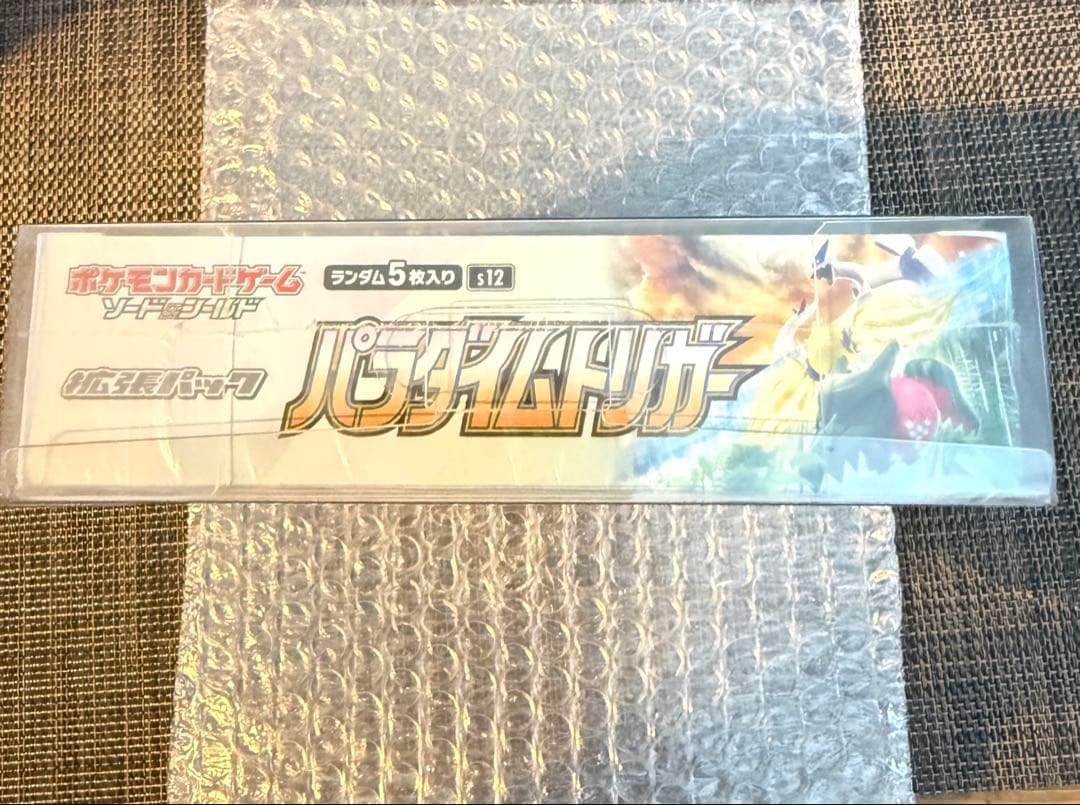 ポケモンカードゲーム
ソード&シールド
ランダム5枚入り
s12
拡張パック
パラダイムトリガー